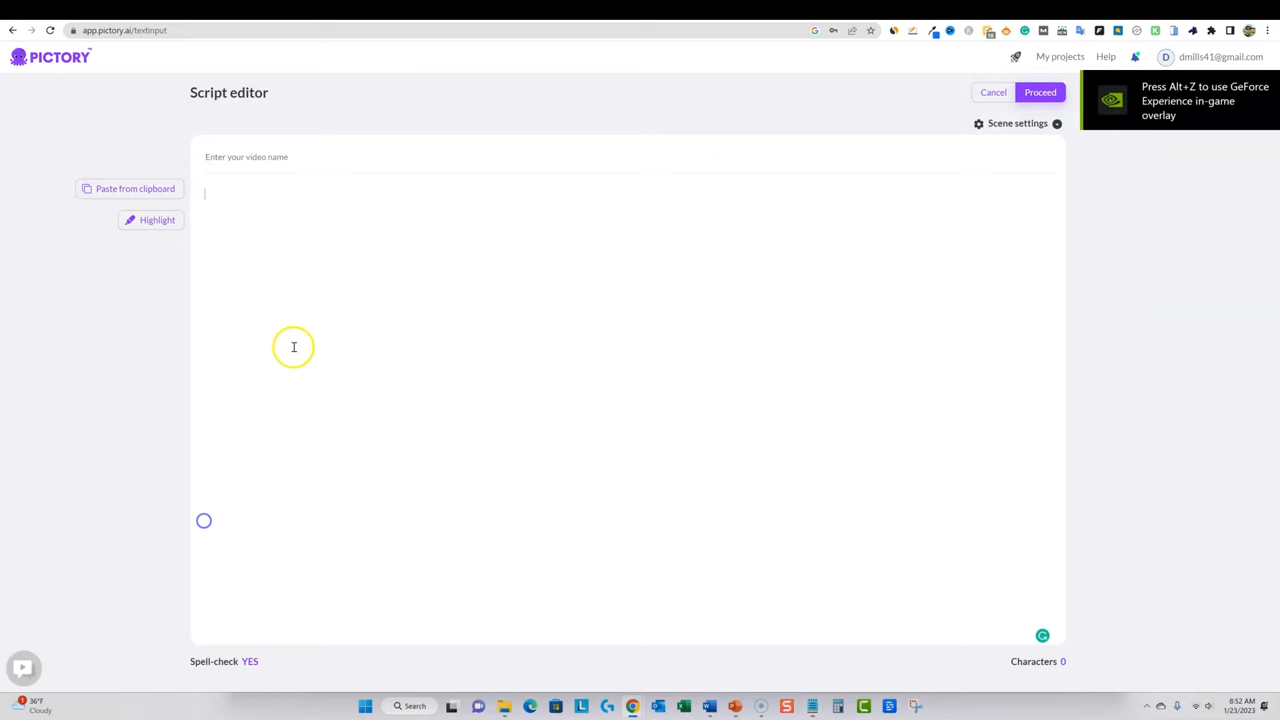 app.pictory.ai/textinput
PICTORY
My projects
Help
D
dmills41@gmail.com
Script editor
Cancel
Proceed
Press Alt+Z to use GeForce
Experience in-game
overlay
Scene settings
Enter your video name
Paste from clipboard
Highlight
Spell-check YES
Characters 0
36°F
Cloudy
Search
8:52 AM
1/23/2023